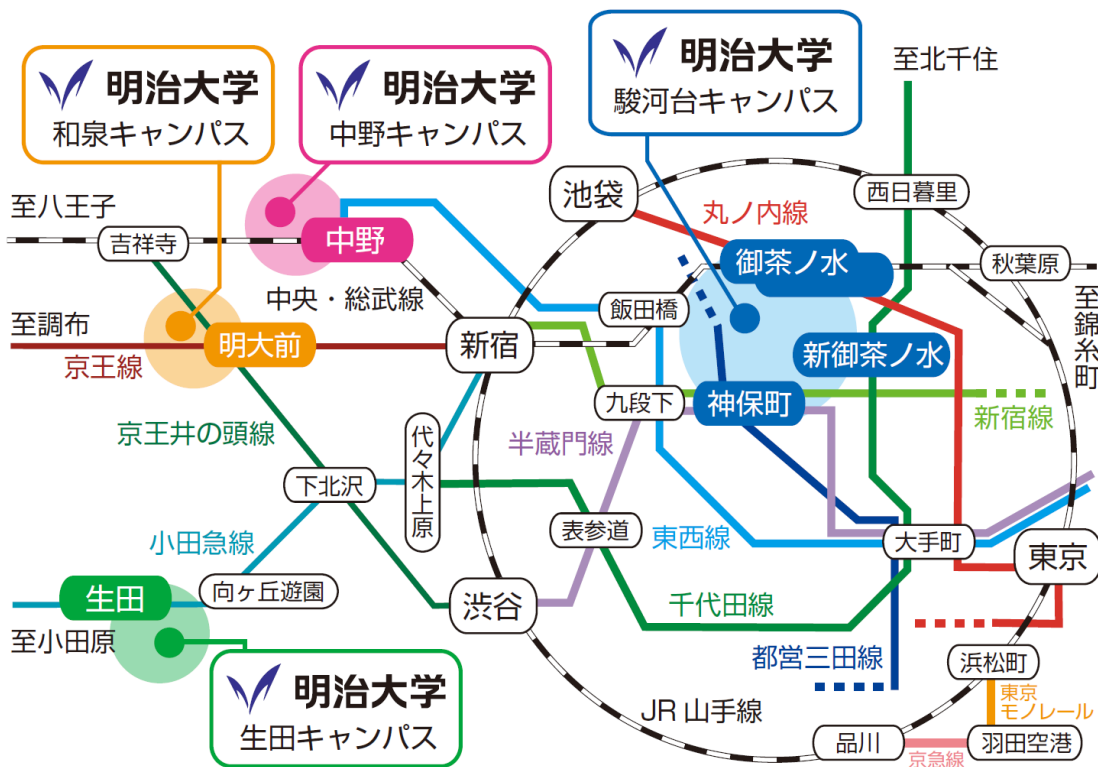 明治大学
和泉キャンパス
明治大学
中野キャンパス
明治大学
駿河台キャンパス
至北千住
池袋
西日暮里
至八王子
丸ノ内線
吉祥寺
中野
御茶ノ水
秋葉原
中央・総武線
飯田橋
至錦糸町
至調布
明大前
新宿
新御茶ノ水
京王線
九段下
神保町
新宿線
京王井の頭線
代々木上原
半蔵門線
下北沢
小田急線
表参道
東西線
大手町
東京
向ヶ丘遊園
生田
渋谷
千代田線
至小田原
都営三田線
浜松町
明治大学
生田キャンパス
JR 山手線
東京
モノレール
品川
京急線
羽田空港